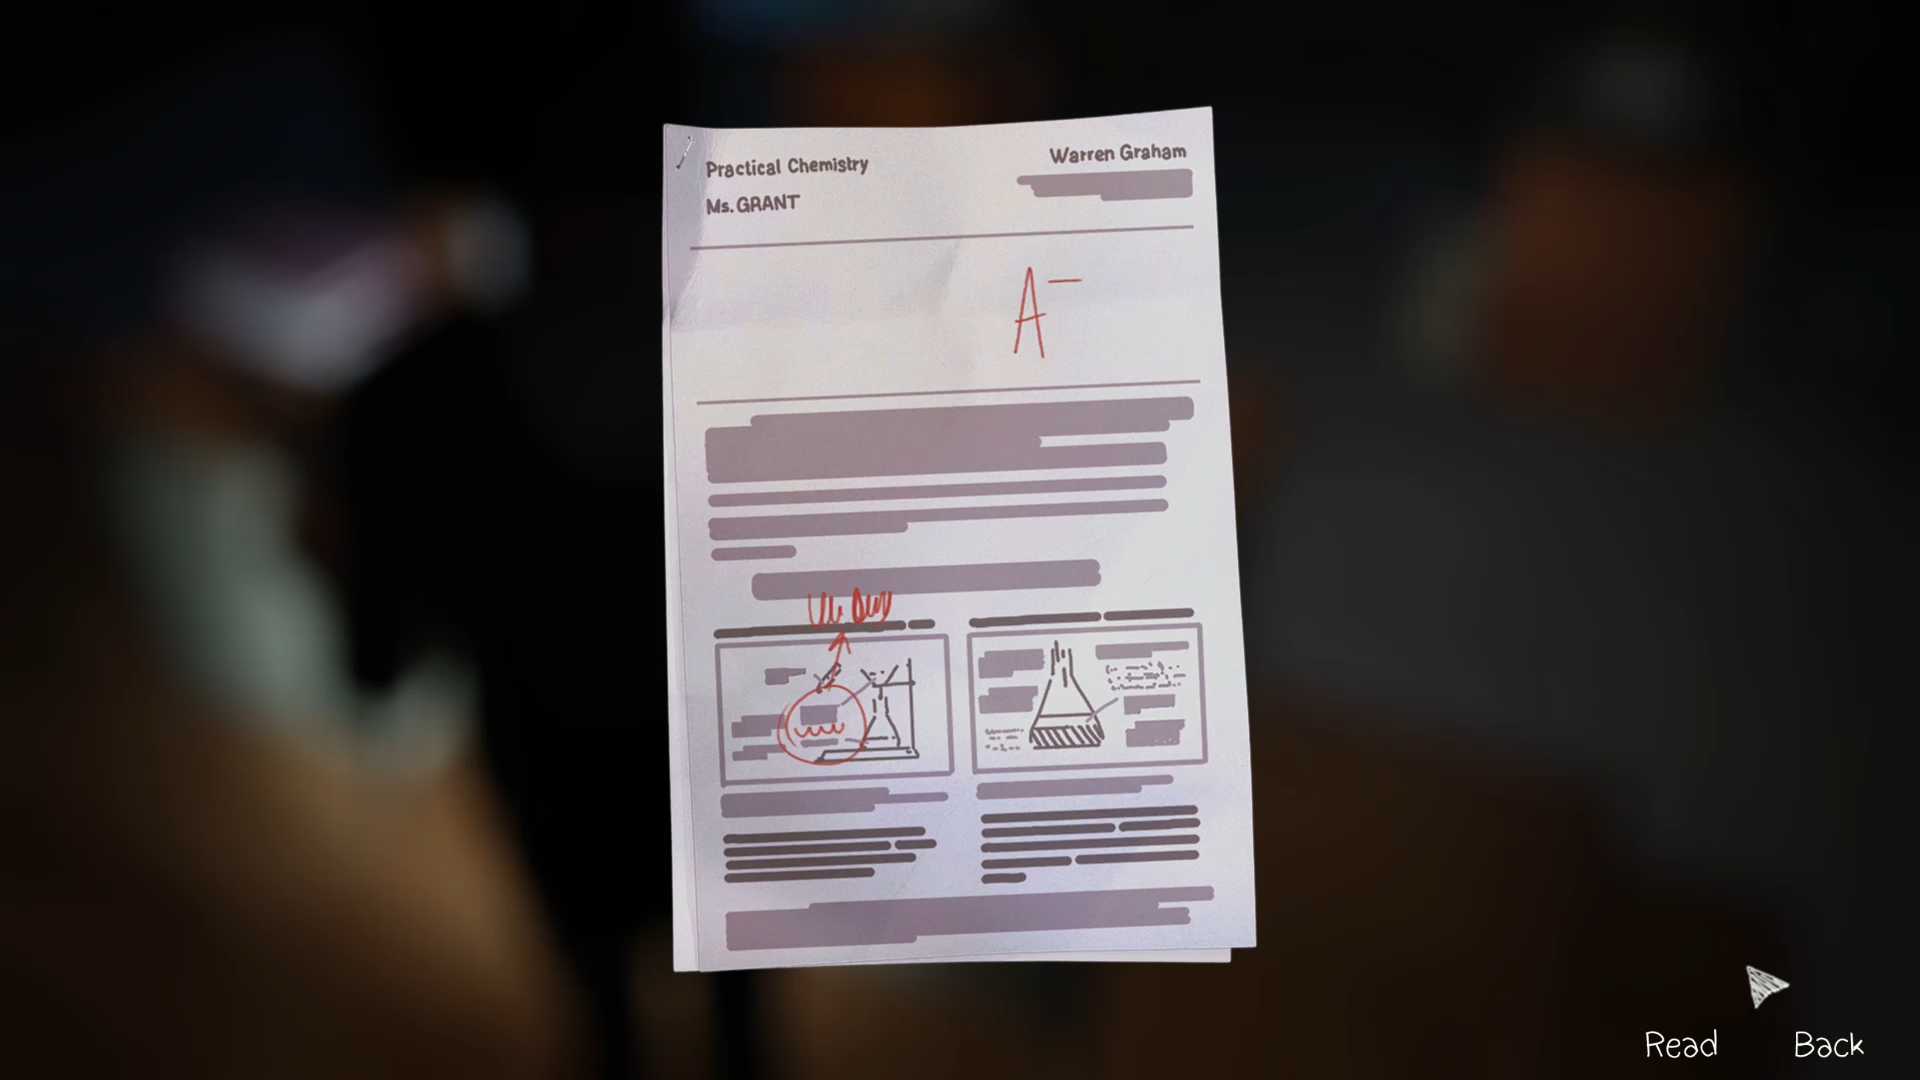 Practical Chemistry
Warren Graham
Ms. GRANT
A-
Read
Back